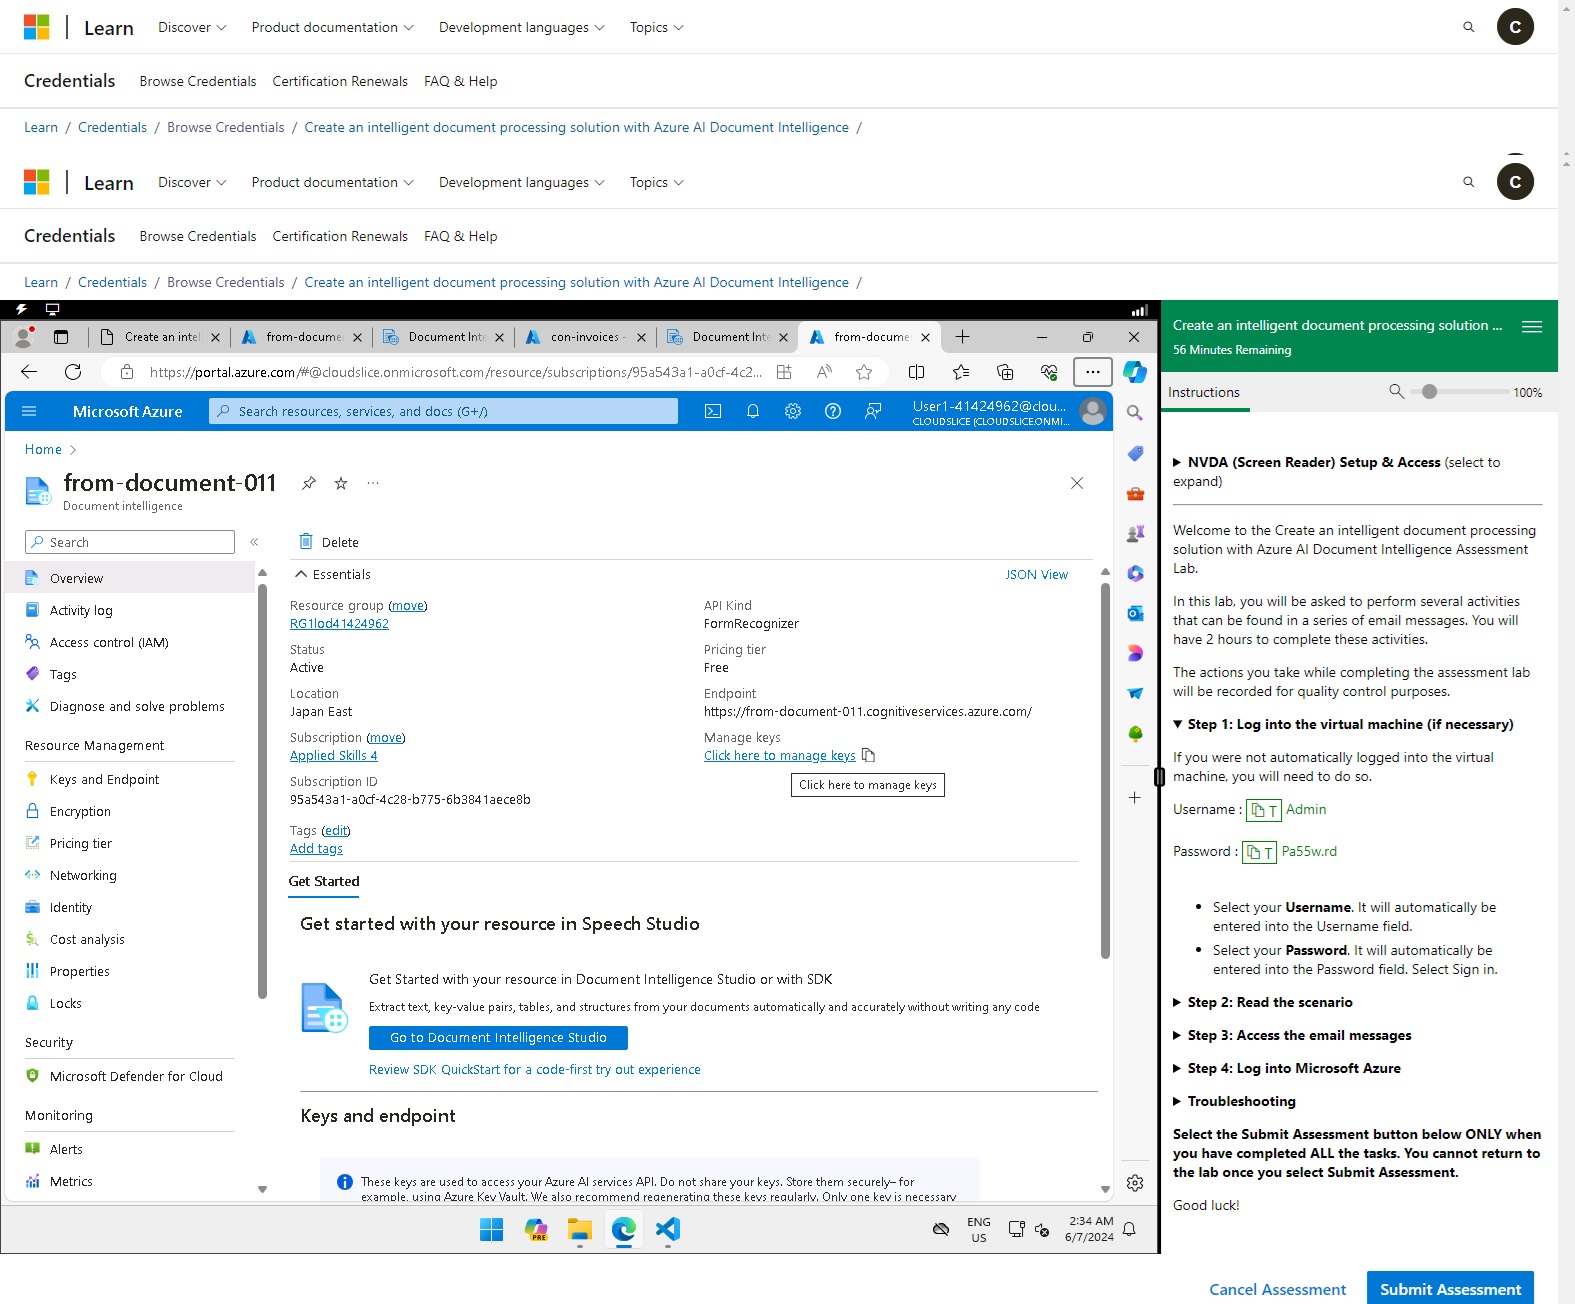 Learn
Discover
Product documentation
Development languages
Topics
C
Credentials
Browse Credentials
Certification Renewals
FAQ & Help
Learn / Credentials / Browse Credentials / Create an intelligent document processing solution with Azure AI Document Intelligence /
Learn
Discover
Product documentation
Development languages
Topics
C
Credentials
Browse Credentials
Certification Renewals
FAQ & Help
Learn / Credentials / Browse Credentials / Create an intelligent document processing solution with Azure AI Document Intelligence /
Create an intel
from-docume
Document Inte
con-invoices -
Document Inte
from-docume
https://portal.azure.com/#@cloudslice.onmicrosoft.com/resource/subscriptions/95a543a1-a0cf-4c2...
Microsoft Azure
Search resources, services, and docs (G+/)
User1-41424962@clou...
CLOUDSLICE (CLOUDSLICE.ONMI...
Home
from-document-011
Document intelligence
Search
Overview
Activity log
Access control (IAM)
Tags
Diagnose and solve problems
Resource Management
Keys and Endpoint
Encryption
Pricing tier
Networking
Identity
Cost analysis
Properties
Locks
Security
Microsoft Defender for Cloud
Monitoring
Alerts
Metrics
Delete
Essentials
JSON View
Resource group (move)
RG1lod41424962
Status
Active
Location
Japan East
Subscription (move)
Applied Skills 4
Subscription ID
95a543a1-a0cf-4c28-b775-6b3841aece8b
Tags (edit)
Add tags
API Kind
FormRecognizer
Pricing tier
Free
Endpoint
https://from-document-011.cognitiveservices.azure.com/
Manage keys
Click here to manage keys
Click here to manage keys
Get Started
Get started with your resource in Speech Studio
Get Started with your resource in Document Intelligence Studio or with SDK
Extract text, key-value pairs, tables, and structures from your documents automatically and accurately without writing any code
Go to Document Intelligence Studio
Review SDK QuickStart for a code-first try out experience
Keys and endpoint
These keys are used to access your Azure AI services API. Do not share your keys. Store them securely– for
example, using Azure Key Vault. We also recommend regenerating these keys regularly. Only one key is necessary
PRE
ENG
US
2:34 AM
6/7/2024
Create an intelligent document processing solution ...
56 Minutes Remaining
Instructions
100%
NVDA (Screen Reader) Setup & Access (select to
expand)
Welcome to the Create an intelligent document processing
solution with Azure AI Document Intelligence Assessment
Lab.
In this lab, you will be asked to perform several activities
that can be found in a series of email messages. You will
have 2 hours to complete these activities.
The actions you take while completing the assessment lab
will be recorded for quality control purposes.
Step 1: Log into the virtual machine (if necessary)
If you were not automatically logged into the virtual
machine, you will need to do so.
Username : T Admin
Password : T Pa55w.rd
• Select your Username. It will automatically be
entered into the Username field.
• Select your Password. It will automatically be
entered into the Password field. Select Sign in.
Step 2: Read the scenario
Step 3: Access the email messages
Step 4: Log into Microsoft Azure
Troubleshooting
Select the Submit Assessment button below ONLY when
you have completed ALL the tasks. You cannot return to
the lab once you select Submit Assessment.
Good luck!
Cancel Assessment
Submit Assessment